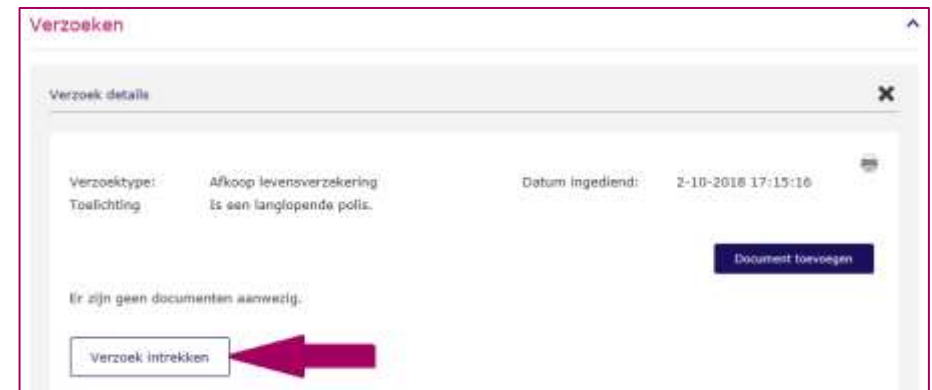 Verzoeken
Verzoek details
Verzoektype: Afkoop levensverzekering Datum ingediend: 2-10-2018 17:15:16
Toelichting Is een langlopende polis.
Document toevoegen
Er zijn geen documenten aanwezig.
Verzoek intrekken